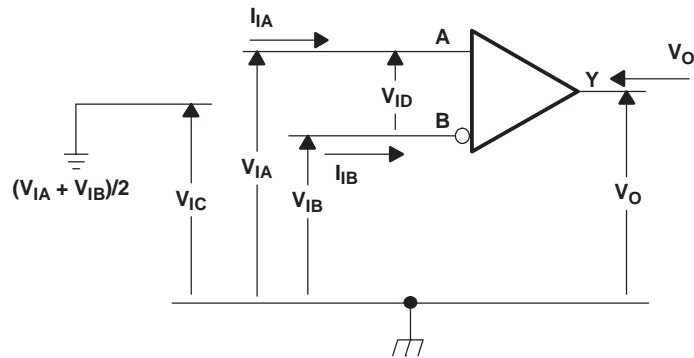 I_IA
A
V_O
Y
V_ID
B
(V_IA + V_IB)/2
V_IC
V_IA
V_IB
I_IB
V_O